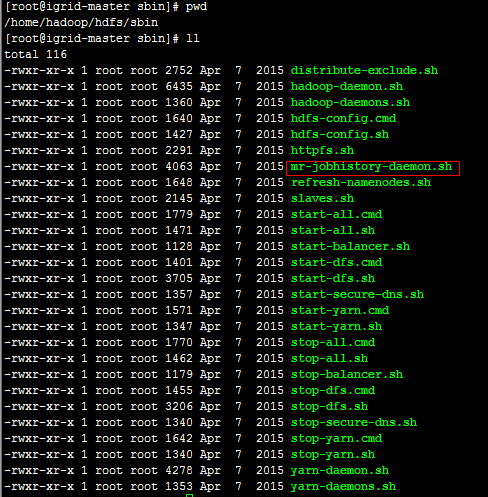 [root@igrid-master sbin]# pwd
/home/hadoop/hdfs/sbin
[root@igrid-master sbin]# ll
total 116
-rwxr-xr-x 1 root root 2752 Apr  7  2015 distribute-exclude.sh
-rwxr-xr-x 1 root root 6435 Apr  7  2015 hadoop-daemon.sh
-rwxr-xr-x 1 root root 1360 Apr  7  2015 hadoop-daemons.sh
-rwxr-xr-x 1 root root 1640 Apr  7  2015 hdfs-config.cmd
-rwxr-xr-x 1 root root 1427 Apr  7  2015 hdfs-config.sh
-rwxr-xr-x 1 root root 2291 Apr  7  2015 httpfs.sh
-rwxr-xr-x 1 root root 4063 Apr  7  2015 mr-jobhistory-daemon.sh
-rwxr-xr-x 1 root root 1648 Apr  7  2015 refresh-namenodes.sh
-rwxr-xr-x 1 root root 2145 Apr  7  2015 slaves.sh
-rwxr-xr-x 1 root root 1779 Apr  7  2015 start-all.cmd
-rwxr-xr-x 1 root root 1471 Apr  7  2015 start-all.sh
-rwxr-xr-x 1 root root 1128 Apr  7  2015 start-balancer.sh
-rwxr-xr-x 1 root root 1401 Apr  7  2015 start-dfs.cmd
-rwxr-xr-x 1 root root 3705 Apr  7  2015 start-dfs.sh
-rwxr-xr-x 1 root root 1357 Apr  7  2015 start-secure-dns.sh
-rwxr-xr-x 1 root root 1571 Apr  7  2015 start-yarn.cmd
-rwxr-xr-x 1 root root 1347 Apr  7  2015 start-yarn.sh
-rwxr-xr-x 1 root root 1770 Apr  7  2015 stop-all.cmd
-rwxr-xr-x 1 root root 1462 Apr  7  2015 stop-all.sh
-rwxr-xr-x 1 root root 1179 Apr  7  2015 stop-balancer.sh
-rwxr-xr-x 1 root root 1455 Apr  7  2015 stop-dfs.cmd
-rwxr-xr-x 1 root root 3206 Apr  7  2015 stop-dfs.sh
-rwxr-xr-x 1 root root 1340 Apr  7  2015 stop-secure-dns.sh
-rwxr-xr-x 1 root root 1642 Apr  7  2015 stop-yarn.cmd
-rwxr-xr-x 1 root root 1340 Apr  7  2015 stop-yarn.sh
-rwxr-xr-x 1 root root 4278 Apr  7  2015 yarn-daemon.sh
-rwxr-xr-x 1 root root 1353 Apr  7  2015 yarn-daemons.sh